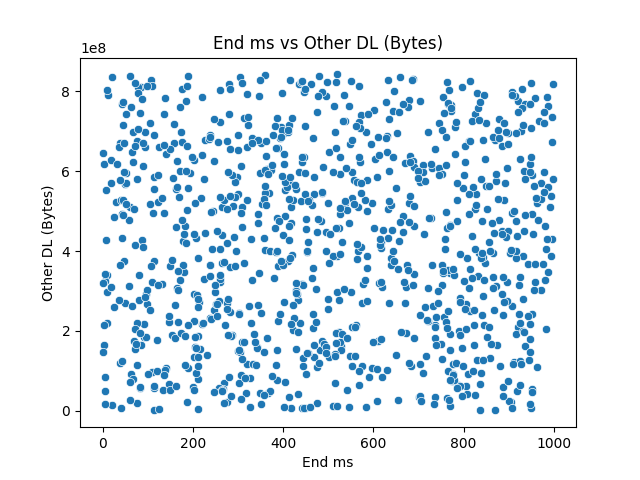 End ms vs Other DL (Bytes)
1e8
8
6
4
2
0
Other DL (Bytes)
0 200 400 600 800 1000
End ms